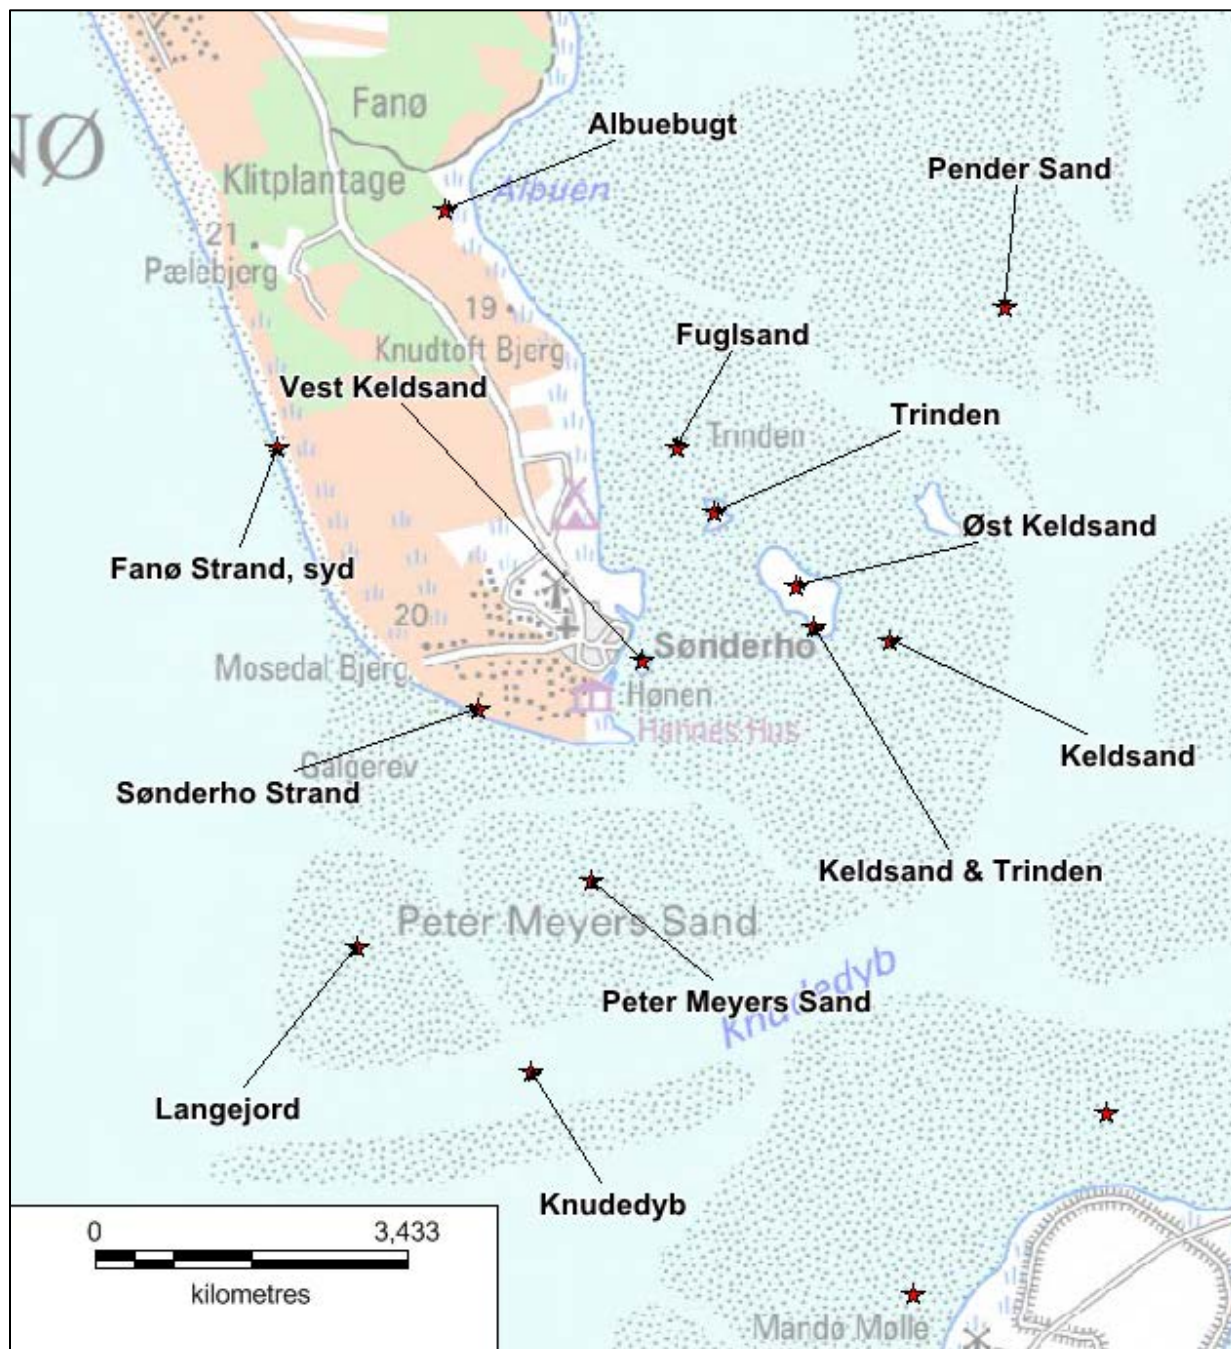 Fanø
Albuebugt
NØ
Pender Sand
Klitplantage
Albuen
21
Pælebjerg
19
Fuglsand
Knudtoft Bjerg
Vest Keldsand
Trinden
Trinden
Øst Keldsand
Fanø Strand, syd
20
Sønderho
Mosedal Bjerg
Hønen
Hannes Hus
Keldsand
Galgerev
Sønderho Strand
Keldsand & Trinden
Peter Meyers Sand
Knudedyb
Peter Meyers Sand
Langejord
Knudedyb
0
3,433
kilometres
Mandø Mølle